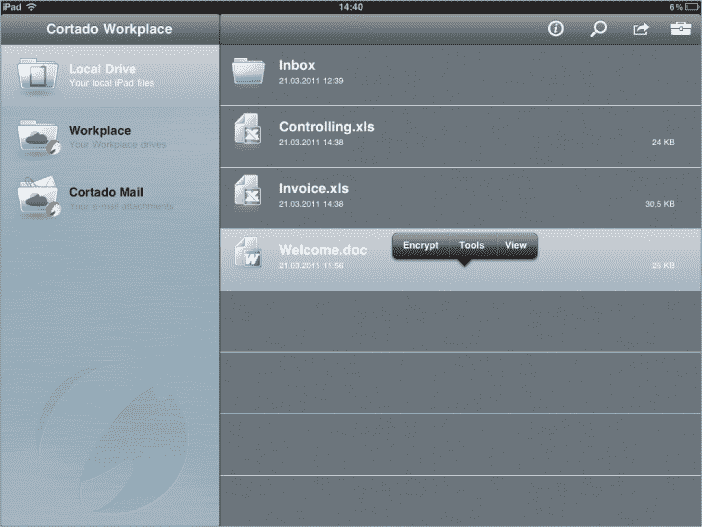 iPad 14:40 6%
Cortado Workplace
Local Drive
Your local iPad files
Workplace
Your Workplace drives
Cortado Mail
Your e-mail attachments
Inbox
21.03.2011 12:39
Controlling.xls
21.03.2011 14:38 24 KB
Invoice.xls
21.03.2011 14:38 30,5 KB
Welcome.doc
Encrypt Tools View
21.03.2011 11:56 25 KB